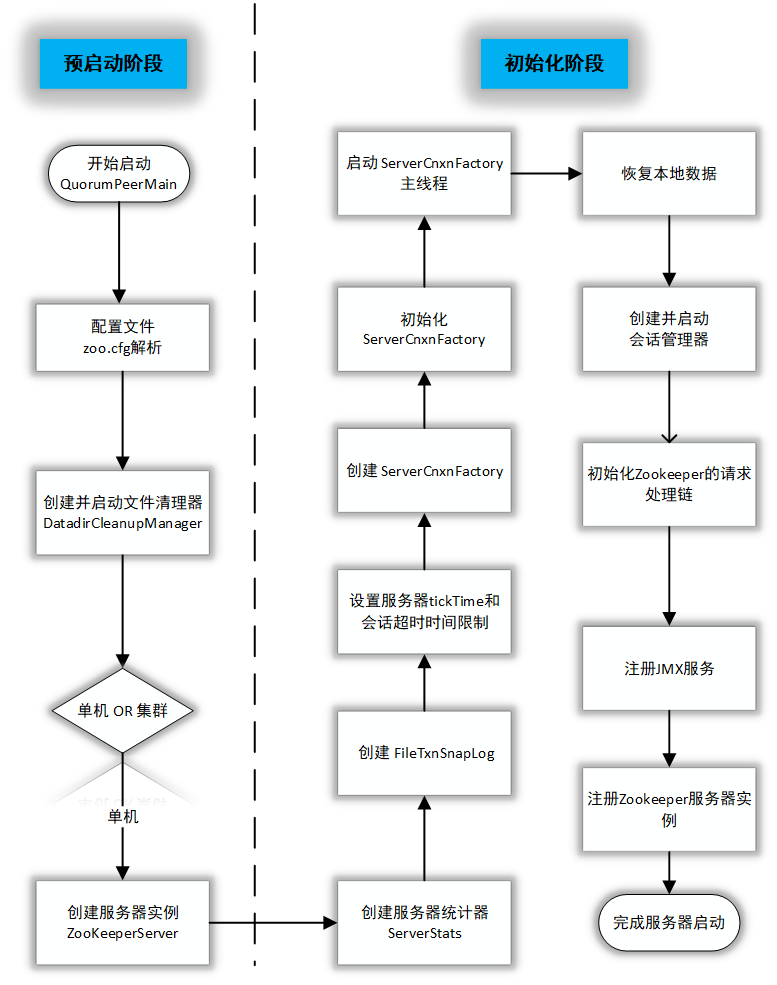 预启动阶段
初始化阶段
开始启动
QuorumPeerMain
配置文件
zoo.cfg解析
创建并启动文件清理器
DatadirCleanupManager
单机 OR 集群
单机
创建服务器实例
ZooKeeperServer
创建服务器统计器
ServerStats
创建 FileTxnSnapLog
设置服务器tickTime和
会话超时时间限制
创建 ServerCnxnFactory
初始化
ServerCnxnFactory
启动 ServerCnxnFactory
主线程
恢复本地数据
创建并启动
会话管理器
初始化Zookeeper的请求
处理链
注册JMX服务
注册Zookeeper服务器实
例
完成服务器启动